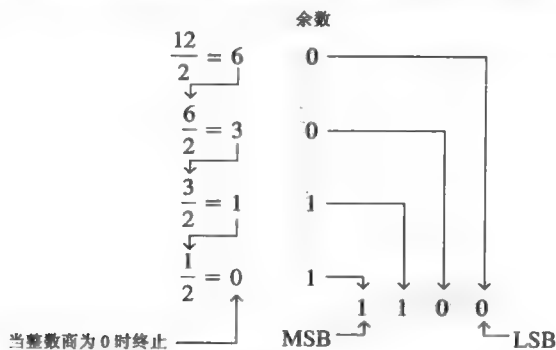 余数
12/2 = 6 0
6/2 = 3 0
3/2 = 1 1
1/2 = 0 1
1 1 0 0
当整数商为 0 时终止 MSB LSB